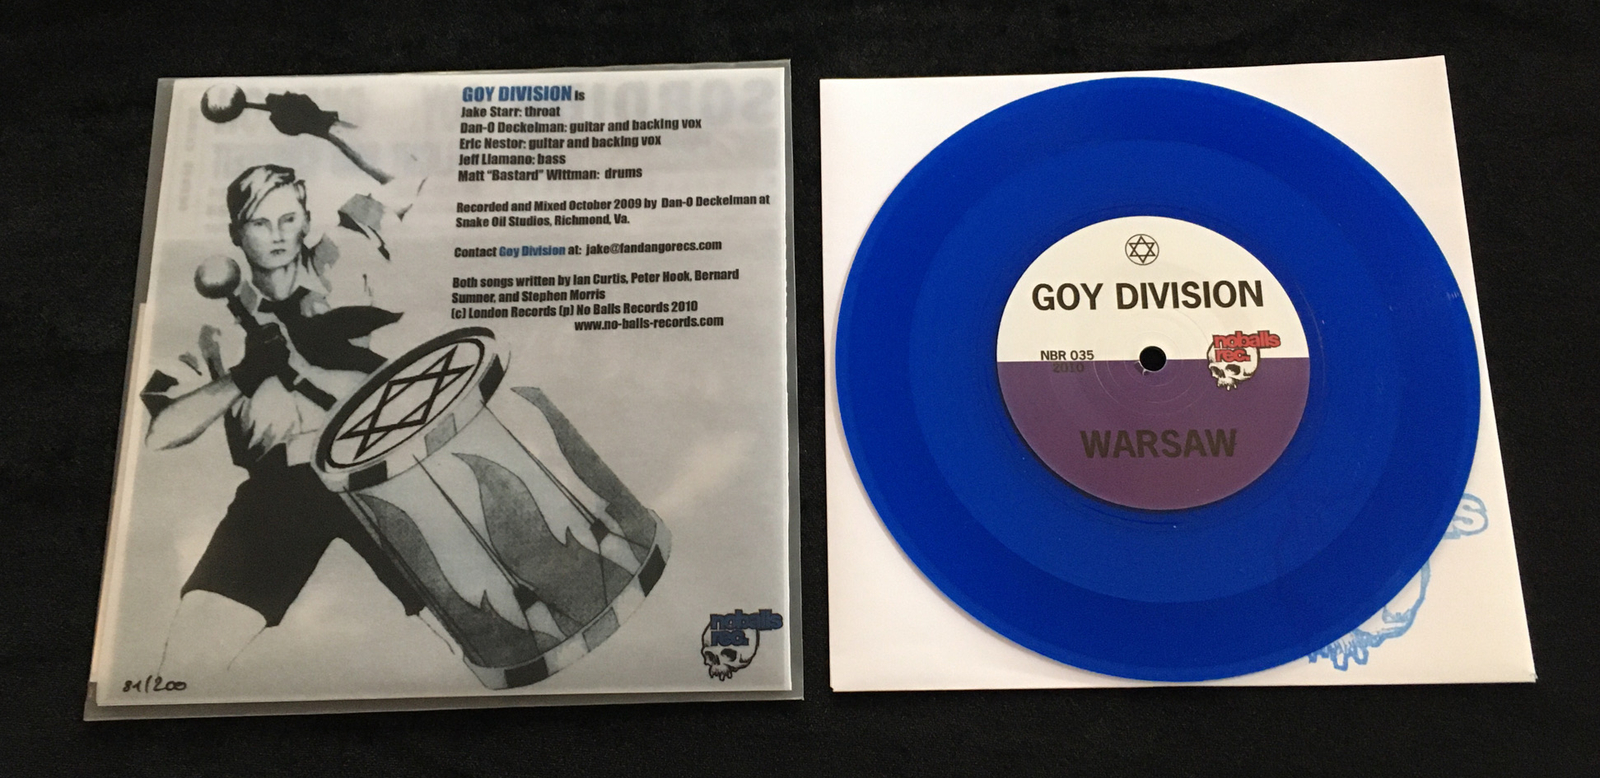 GOY DIVISION is
Jake Starr: throat
Dan-O Deckelman: guitar and backing vox
Eric Nestor: guitar and backing vox
Jeff Llamano: bass
Matt "Bastard" Wittman: drums
Recorded and Mixed October 2009 by Dan-O Deckelman at
Snake Oil Studios, Richmond, Va.
Contact Goy Division at: jake@fandangorecs.com
Both songs written by Ian Curtis, Peter Hook, Bernard
Sumner, and Stephen Morris
(c) London Records (p) No Balls Records 2010
www.no-balls-records.com
noballs
rec.
81/200
GOY DIVISION
NBR 035
2010
noballs
rec.
WARSAW